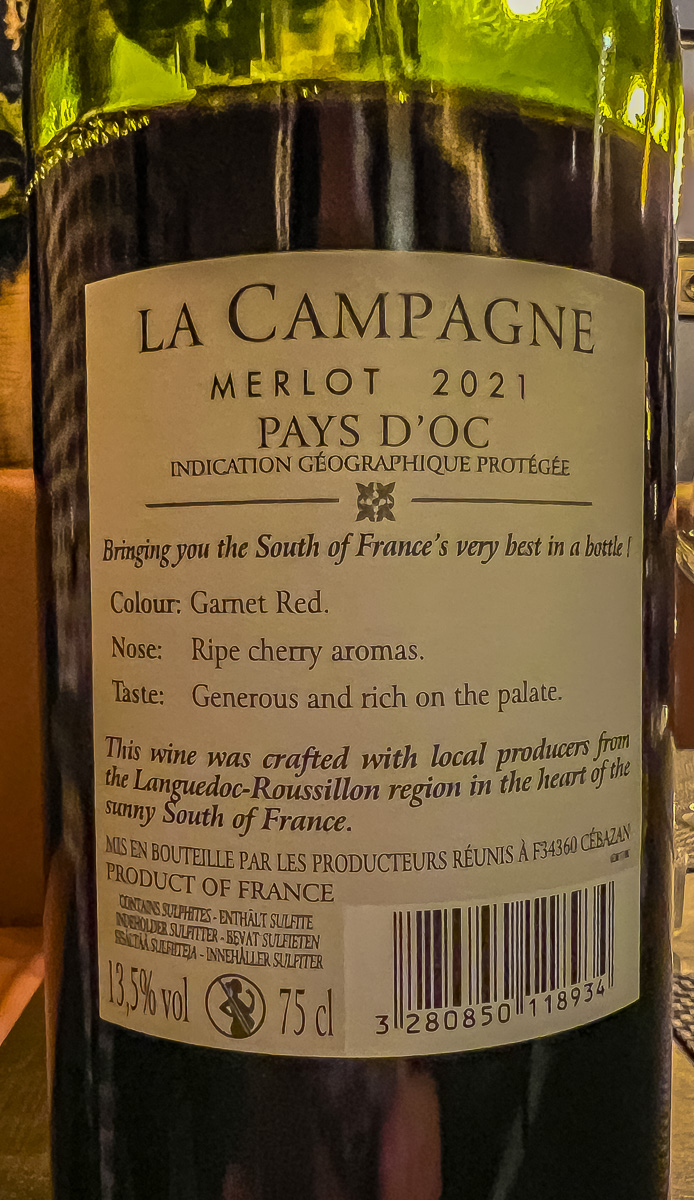 LA CAMPAGNE
MERLOT 2021
PAYS D'OC
INDICATION GÉOGRAPHIQUE PROTÉGÉE
Bringing you the South of France's very best in a bottle !
Colour: Garnet Red.
Nose: Ripe cherry aromas.
Taste: Generous and rich on the palate.
This wine was crafted with local producers from
the Languedoc-Roussillon region in the heart of the
sunny South of France.
MIS EN BOUTEILLE PAR LES PRODUCTEURS RÉUNIS À F34360 CÉBAZAN
PRODUCT OF FRANCE
CONTAINS SULPHITES - ENTHÄLT SULFITE
INDEHOLDER SULFITTER - BEVAT SULFIETEN
SISÄLTÄÄ SULFIITEJA - INNEHÅLLER SULFITER
13,5% vol 75 cl
3 280850 118934